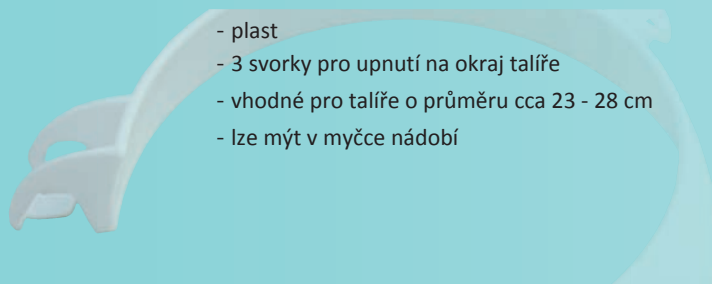 - plast
- 3 svorky pro upnutí na okraj talíře
- vhodné pro talíře o průměru cca 23 - 28 cm
- lze mýt v myčce nádobí